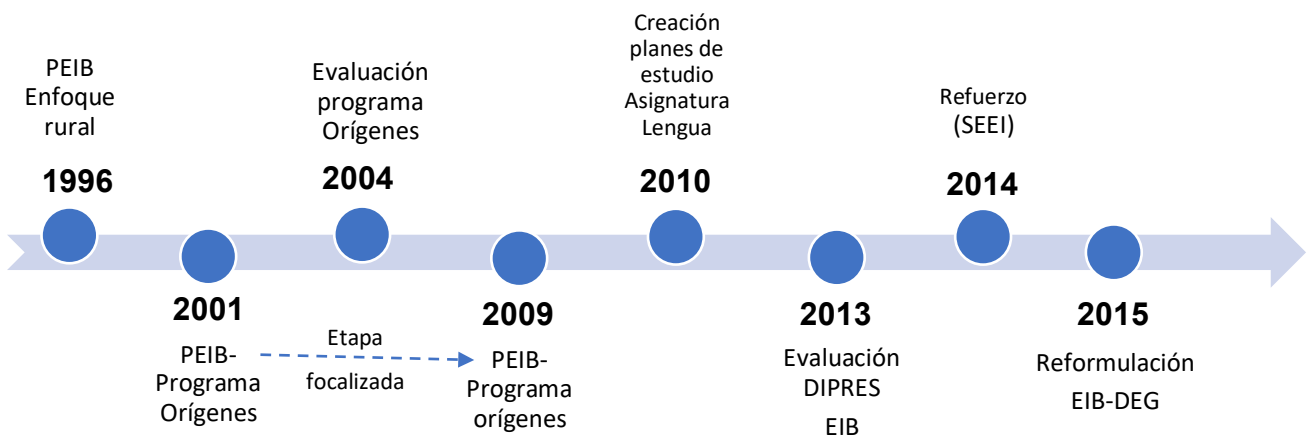 PEIB
Enfoque
rural
1996
2001
PEIB-
Programa
Orígenes
Evaluación
programa
Orígenes
2004
Etapa
focalizada
2009
PEIB-
Programa
orígenes
Creación
planes de
estudio
Asignatura
Lengua
2010
2013
Evaluación
DIPRES
EIB
Refuerzo
(SEEI)
2014
2015
Reformulación
EIB-DEG